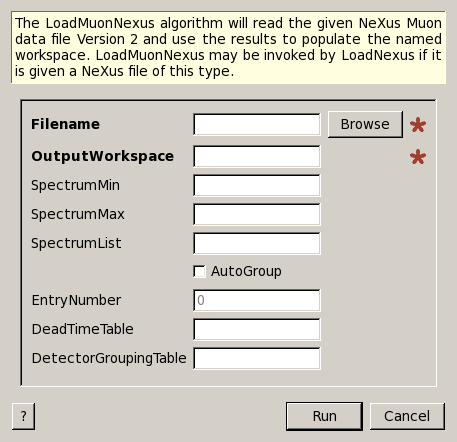 The LoadMuonNexus algorithm will read the given NeXus Muon
data file Version 2 and use the results to populate the named
workspace. LoadMuonNexus may be invoked by LoadNexus if it
is given a NeXus file of this type.
Filename Browse *
OutputWorkspace *
SpectrumMin
SpectrumMax
SpectrumList
AutoGroup
EntryNumber 0
DeadTimeTable
DetectorGroupingTable
? Run Cancel